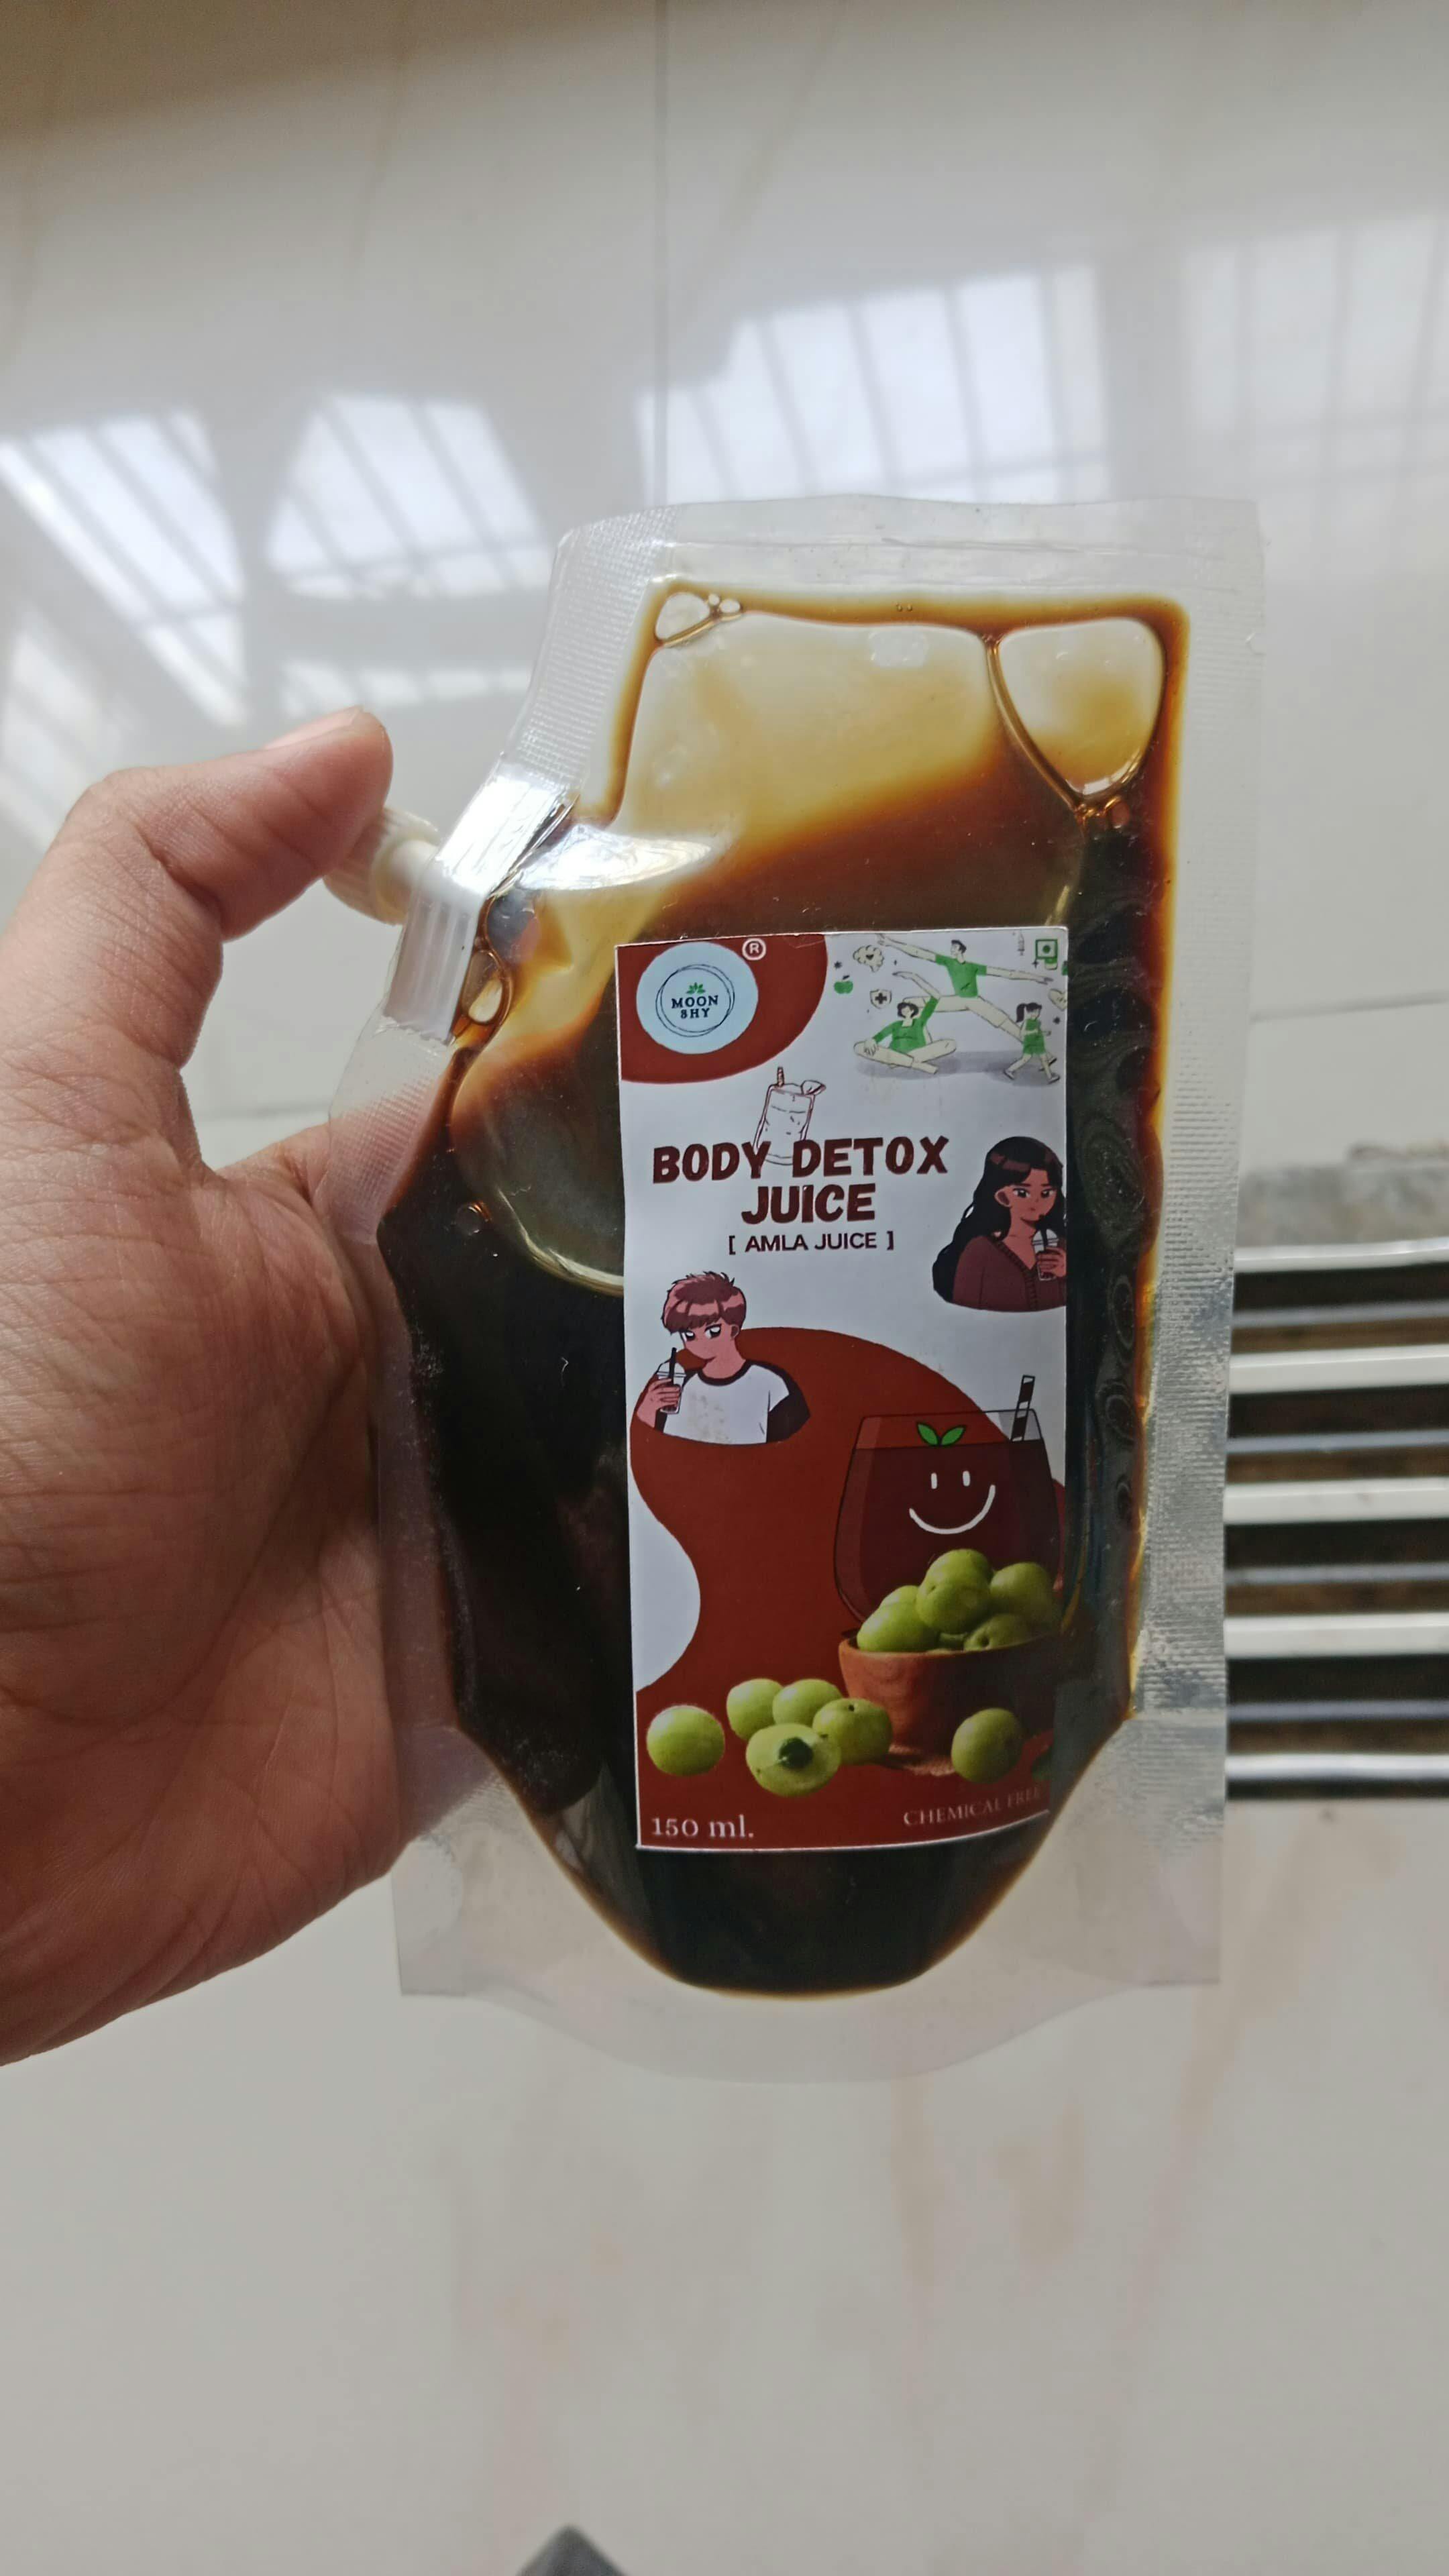 ®
MOON
SHY
BODY DETOX
JUICE
[ AMLA JUICE ]
150 ml.
CHEMICAL FREE